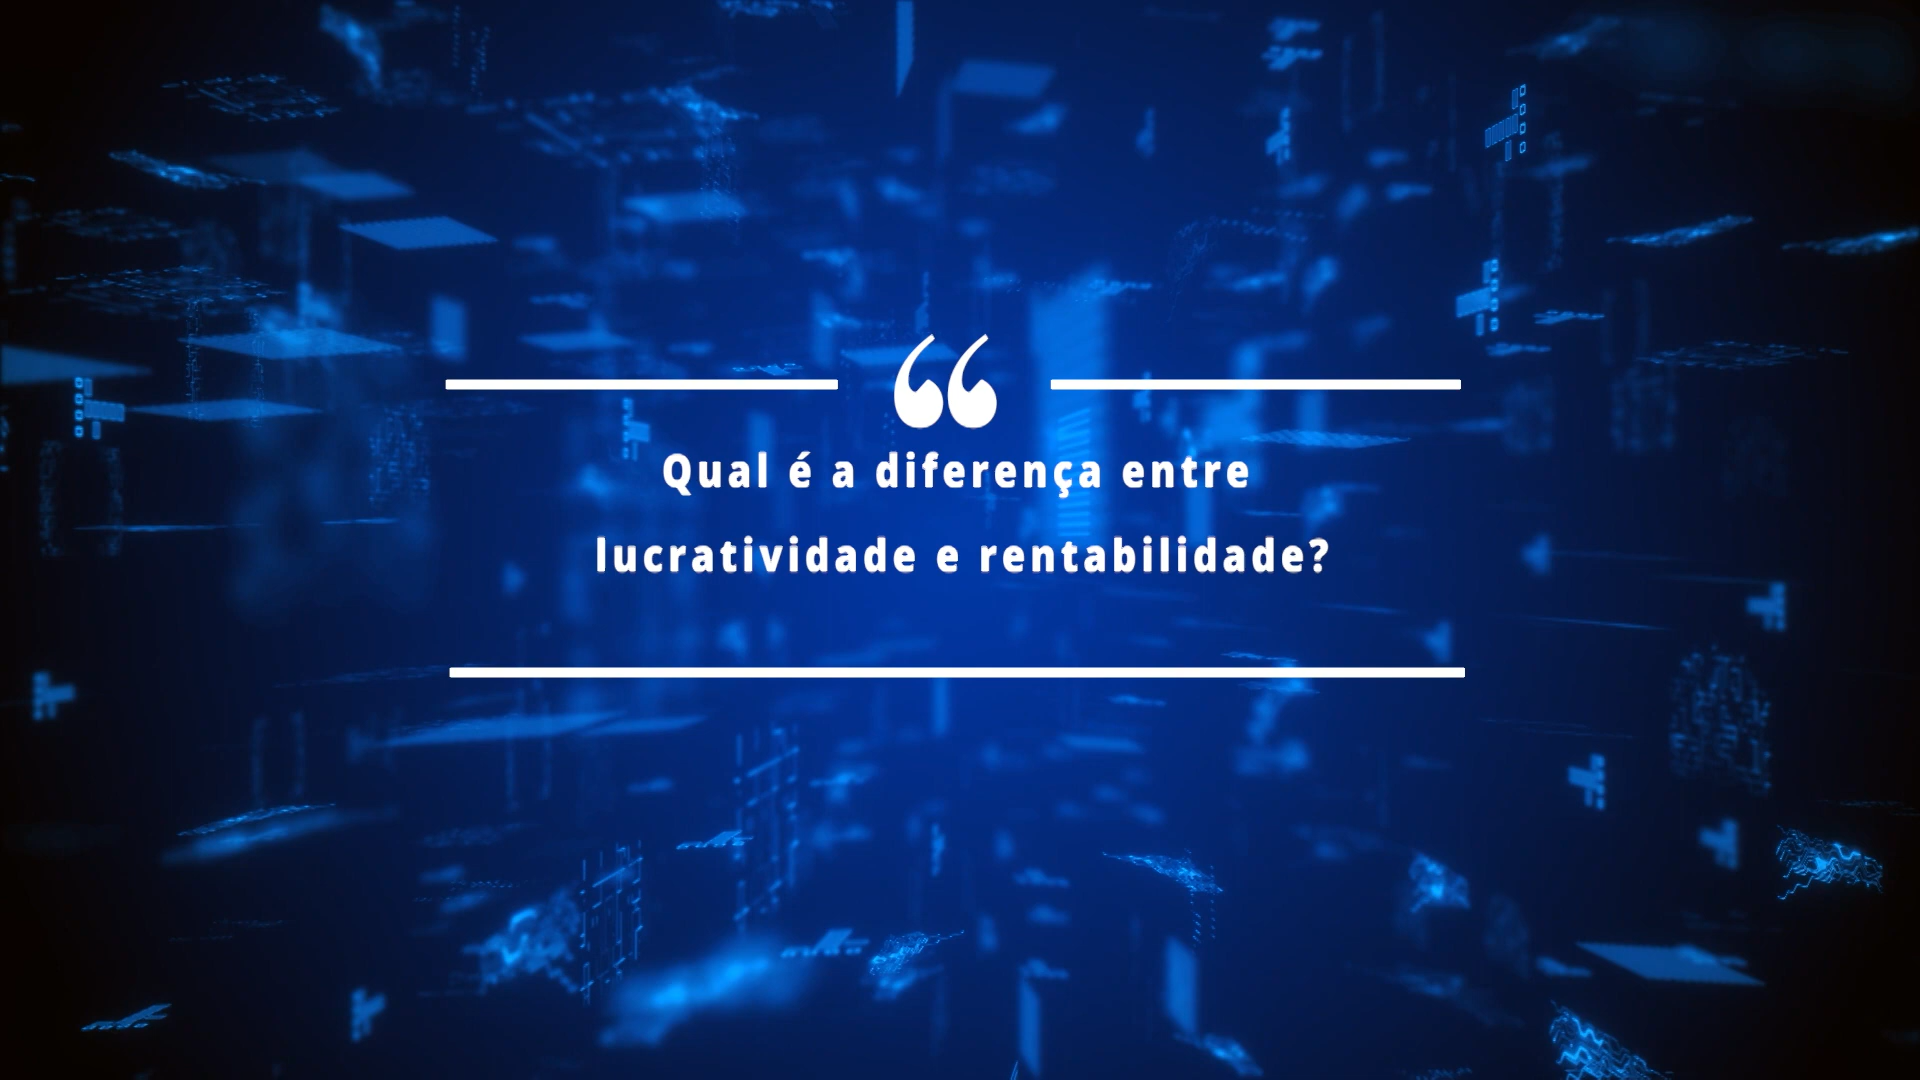 “
Qual é a diferença entre
lucratividade e rentabilidade?